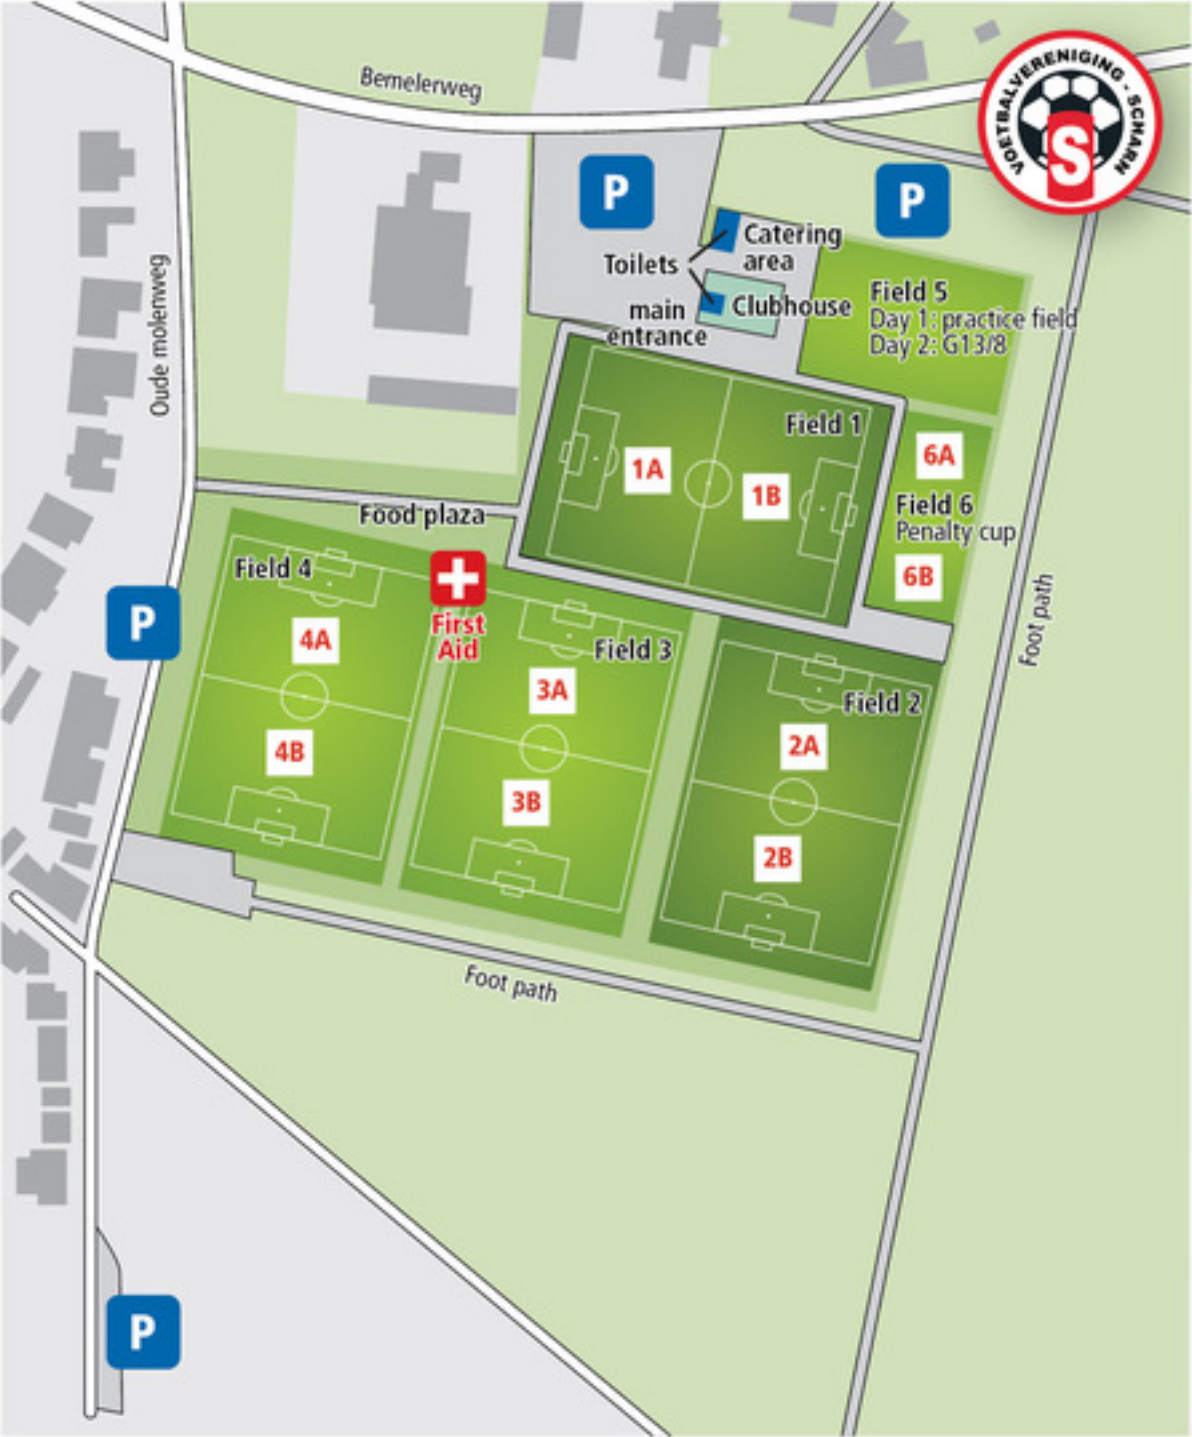 Bemelerweg
VOETBALVERENIGING - SCHARN
S
P
P
Catering
area
Toilets
Clubhouse
main
entrance
Field 5
Day 1: practice field
Day 2: G13/8
Oude molenweg
Field 1
1A
1B
6A
Field 6
Penalty cup
6B
Food plaza
Field 4
First
Aid
P
4A
4B
Field 3
3A
3B
Field 2
2A
2B
Foot path
Foot path
P